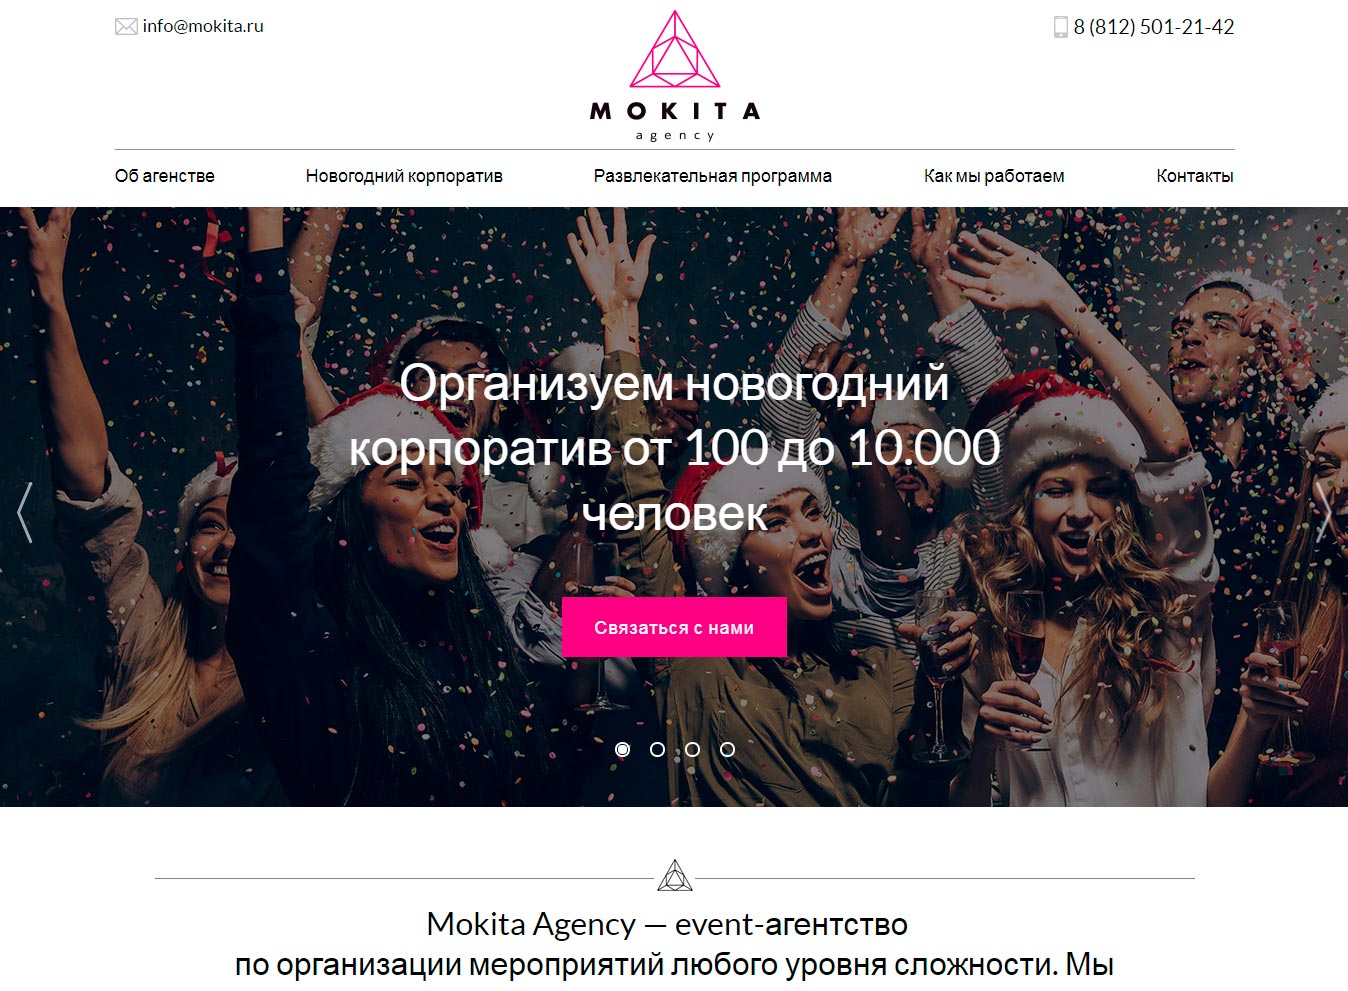 info@mokita.ru
8 (812) 501-21-42
MOKITA
agency
Об агенстве
Новогодний корпоратив
Развлекательная программа
Как мы работаем
Контакты
Организуем новогодний
корпоратив от 100 до 10.000
человек
Связаться с нами
Mokita Agency — event-агентство
по организации мероприятий любого уровня сложности. Мы